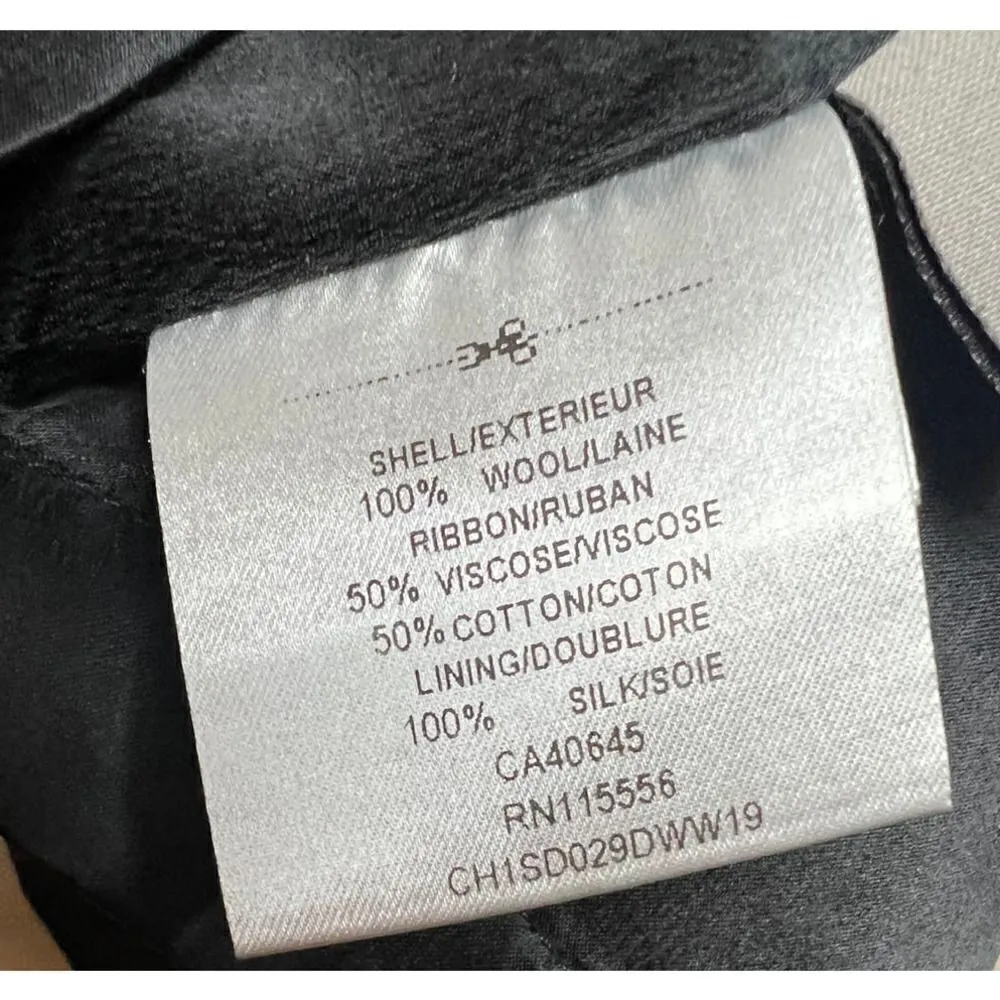 SHELL/EXTERIEUR
100% WOOL/LAINE
RIBBON/RUBAN
50% VISCOSE/VISCOSE
50% COTTON/COTON
LINING/DOUBLURE
100% SILK/SOIE
CA40645
RN115556
CH1SD029DWW19